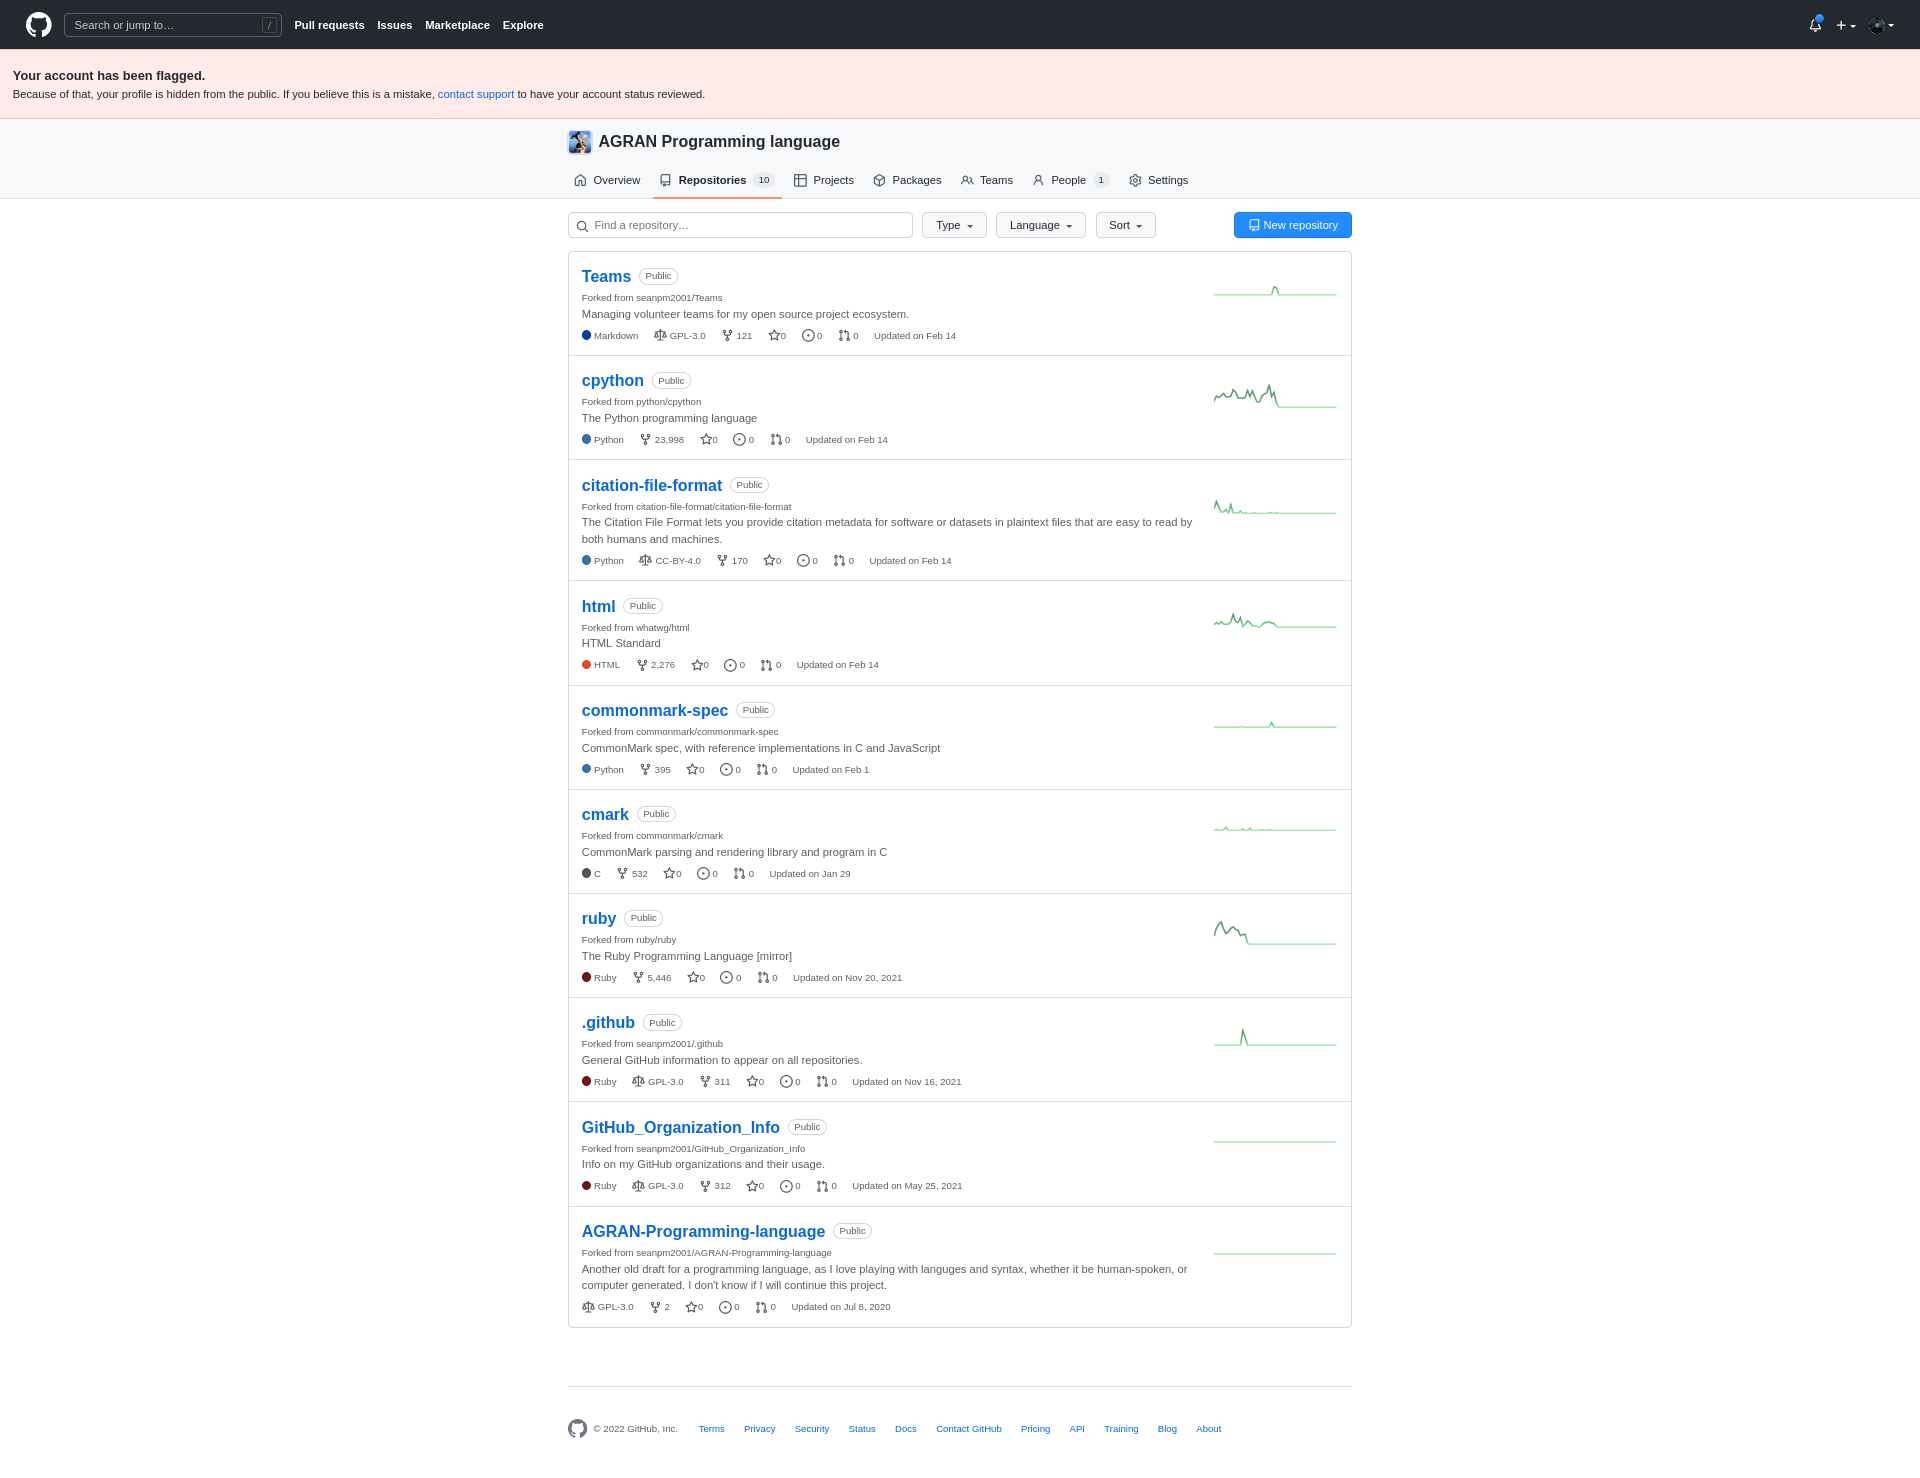 Search or jump to… /
Pull requests Issues Marketplace Explore
Your account has been flagged.
Because of that, your profile is hidden from the public. If you believe this is a mistake, contact support to have your account status reviewed.
AGRAN Programming language
Overview Repositories 10 Projects Packages Teams People 1 Settings
Find a repository… Type Language Sort New repository
Teams Public
Forked from seanpm2001/Teams
Managing volunteer teams for my open source project ecosystem.
Markdown GPL-3.0 121 0 0 0 Updated on Feb 14
cpython Public
Forked from python/cpython
The Python programming language
Python 23,998 0 0 0 Updated on Feb 14
citation-file-format Public
Forked from citation-file-format/citation-file-format
The Citation File Format lets you provide citation metadata for software or datasets in plaintext files that are easy to read by
both humans and machines.
Python CC-BY-4.0 170 0 0 0 Updated on Feb 14
html Public
Forked from whatwg/html
HTML Standard
HTML 2,276 0 0 0 Updated on Feb 14
commonmark-spec Public
Forked from commonmark/commonmark-spec
CommonMark spec, with reference implementations in C and JavaScript
Python 395 0 0 0 Updated on Feb 1
cmark Public
Forked from commonmark/cmark
CommonMark parsing and rendering library and program in C
C 532 0 0 0 Updated on Jan 29
ruby Public
Forked from ruby/ruby
The Ruby Programming Language [mirror]
Ruby 5,446 0 0 0 Updated on Nov 20, 2021
.github Public
Forked from seanpm2001/.github
General GitHub information to appear on all repositories.
Ruby GPL-3.0 311 0 0 0 Updated on Nov 16, 2021
GitHub_Organization_Info Public
Forked from seanpm2001/GitHub_Organization_Info
Info on my GitHub organizations and their usage.
Ruby GPL-3.0 312 0 0 0 Updated on May 25, 2021
AGRAN-Programming-language Public
Forked from seanpm2001/AGRAN-Programming-language
Another old draft for a programming language, as I love playing with languges and syntax, whether it be human-spoken, or
computer generated. I don't know if I will continue this project.
GPL-3.0 2 0 0 0 Updated on Jul 8, 2020
© 2022 GitHub, Inc. Terms Privacy Security Status Docs Contact GitHub Pricing API Training Blog About